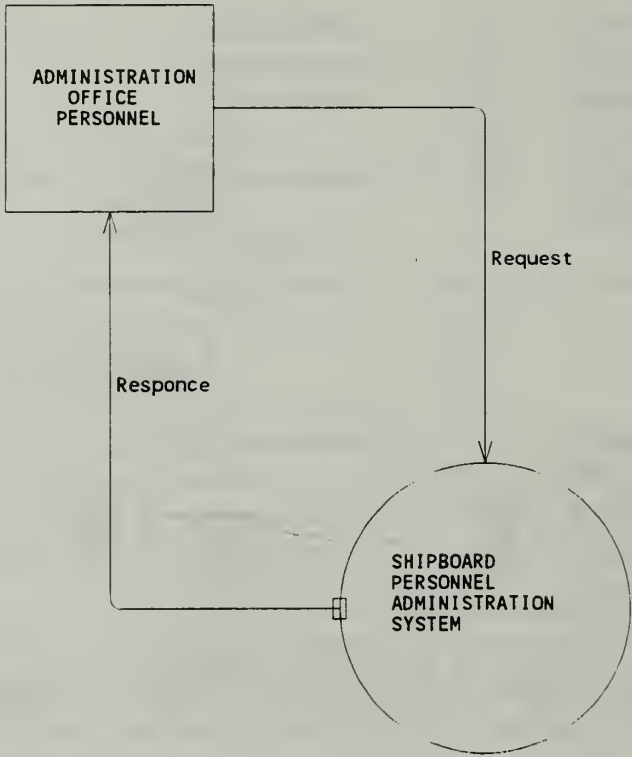 ADMINISTRATION
OFFICE
PERSONNEL
Request
Responce
SHIPBOARD
PERSONNEL
ADMINISTRATION
SYSTEM